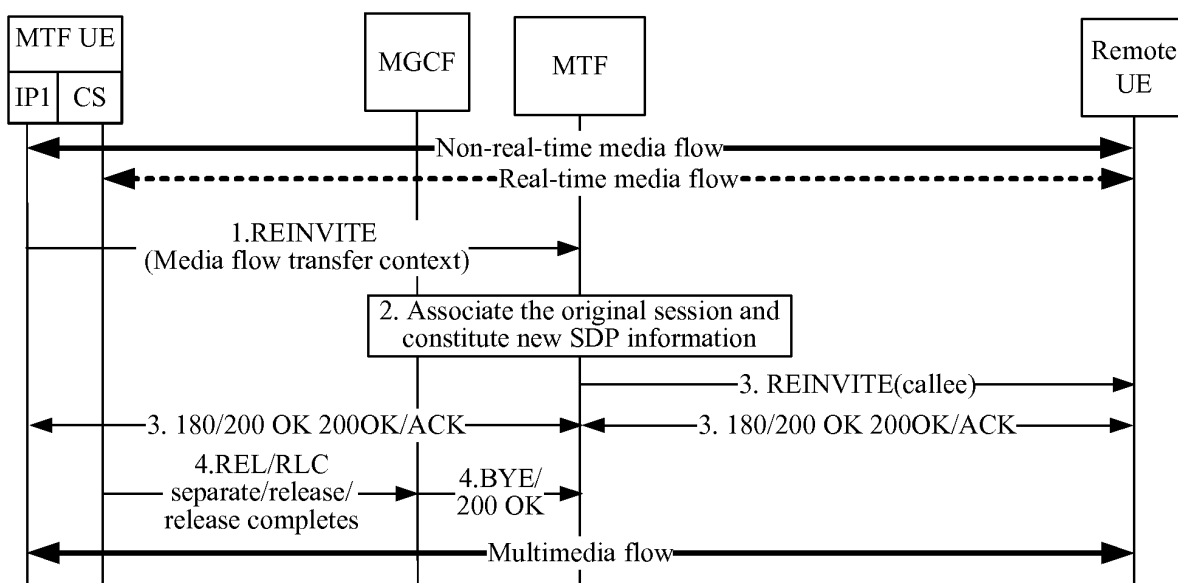 MTF UE
IP1 CS
MGCF
MTF
Remote
UE
Non-real-time media flow
Real-time media flow
1.REINVITE
(Media flow transfer context)
2. Associate the original session and
constitute new SDP information
3. REINVITE(callee)
3. 180/200 OK 200OK/ACK
3. 180/200 OK 200OK/ACK
4.REL/RLC
separate/release/
release completes
4.BYE/
200 OK
Multimedia flow